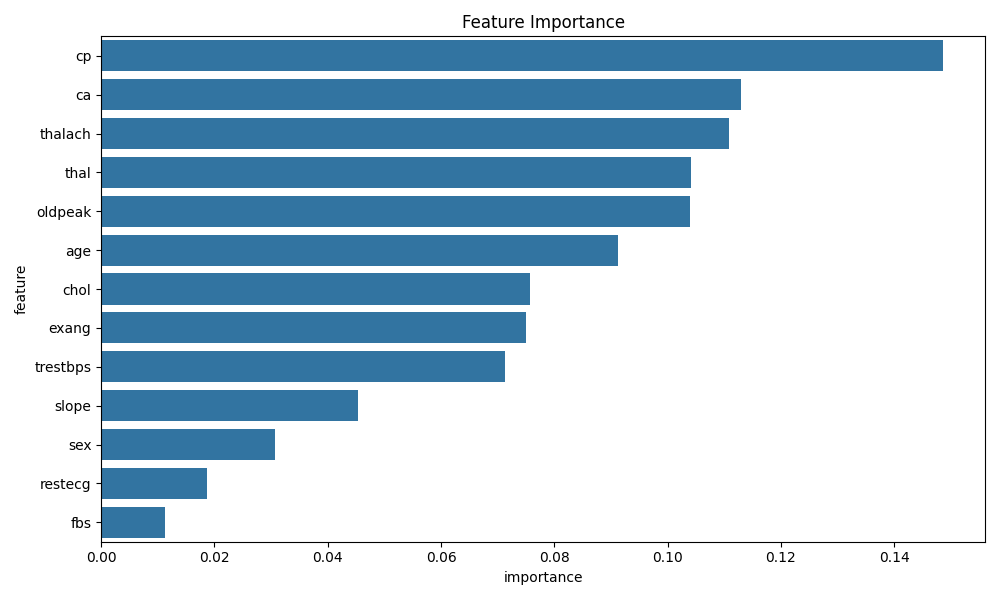 Feature Importance
cp
ca
thalach
thal
oldpeak
age
chol
exang
trestbps
slope
sex
restecg
fbs
feature
0.00 0.02 0.04 0.06 0.08 0.10 0.12 0.14
importance